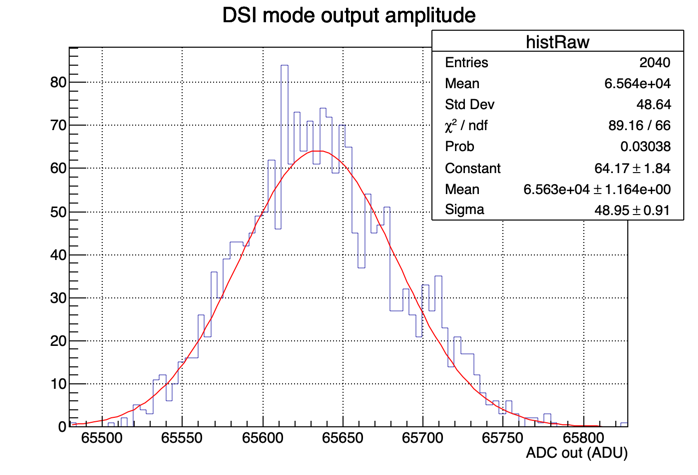 DSI mode output amplitude
histRaw
Entries 2040
Mean 6.564e+04
Std Dev 48.64
χ² / ndf 89.16 / 66
Prob 0.03038
Constant 64.17 ± 1.84
Mean 6.563e+04 ± 1.164e+00
Sigma 48.95 ± 0.91
80
70
60
50
40
30
20
10
0
65500 65550 65600 65650 65700 65750 65800
ADC out (ADU)